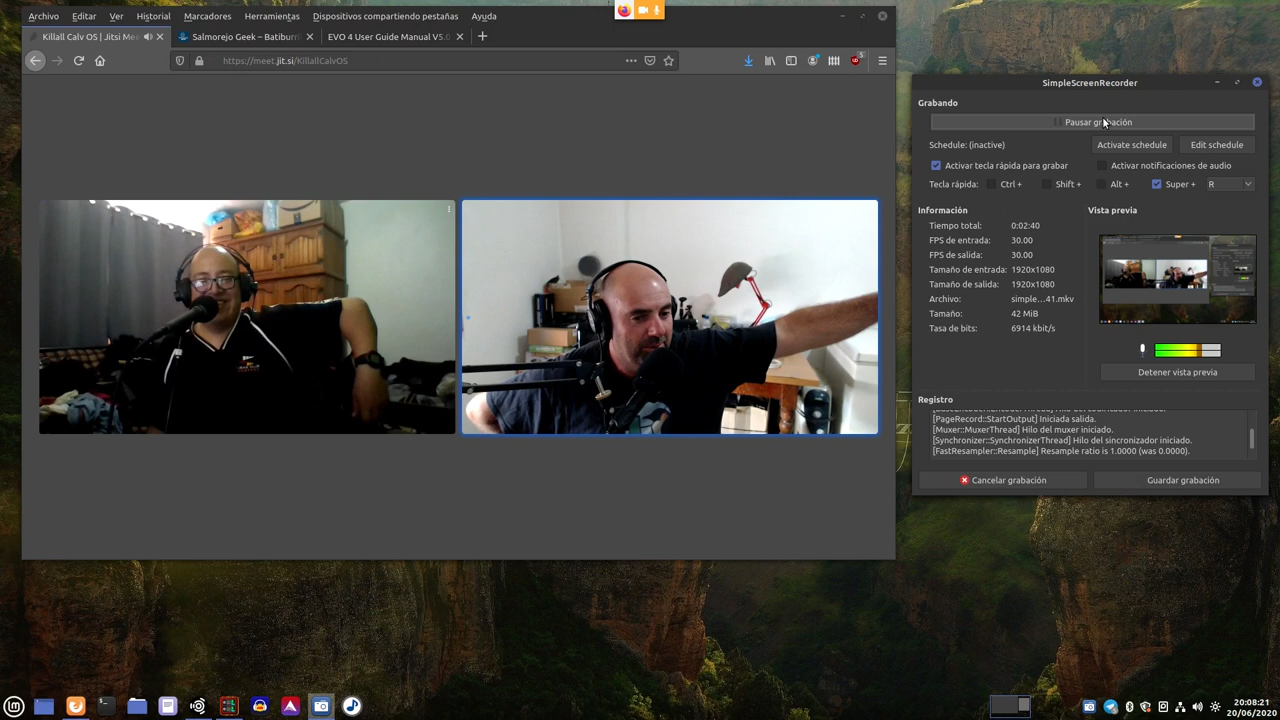 Archivo Editar Ver Historial Marcadores Herramientas Dispositivos compartiendo pestañas Ayuda
Killall Calv OS | Jitsi Mee
Salmorejo Geek – Batiburri
EVO 4 User Guide Manual V5.0
https://meet.jit.si/KillallCalvOS
5
SimpleScreenRecorder
Grabando
Pausar grabación
Schedule: (inactive)
Activate schedule
Edit schedule
Activar tecla rápida para grabar
Activar notificaciones de audio
Tecla rápida: Ctrl + Shift + Alt + Super + R
Información
Vista previa
Tiempo total: 0:02:40
FPS de entrada: 30.00
FPS de salida: 30.00
Tamaño de entrada: 1920x1080
Tamaño de salida: 1920x1080
Archivo: simple...41.mkv
Tamaño: 42 MiB
Tasa de bits: 6914 kbit/s
Detener vista previa
Registro
[PageRecord::StartOutput] Iniciada salida.
[Muxer::MuxerThread] Hilo del muxer iniciado.
[Synchronizer::SynchronizerThread] Hilo del sincronizador iniciado.
[FastResampler::Resample] Resample ratio is 1.0000 (was 0.0000).
Cancelar grabación
Guardar grabación
20:08:21
20/06/2020